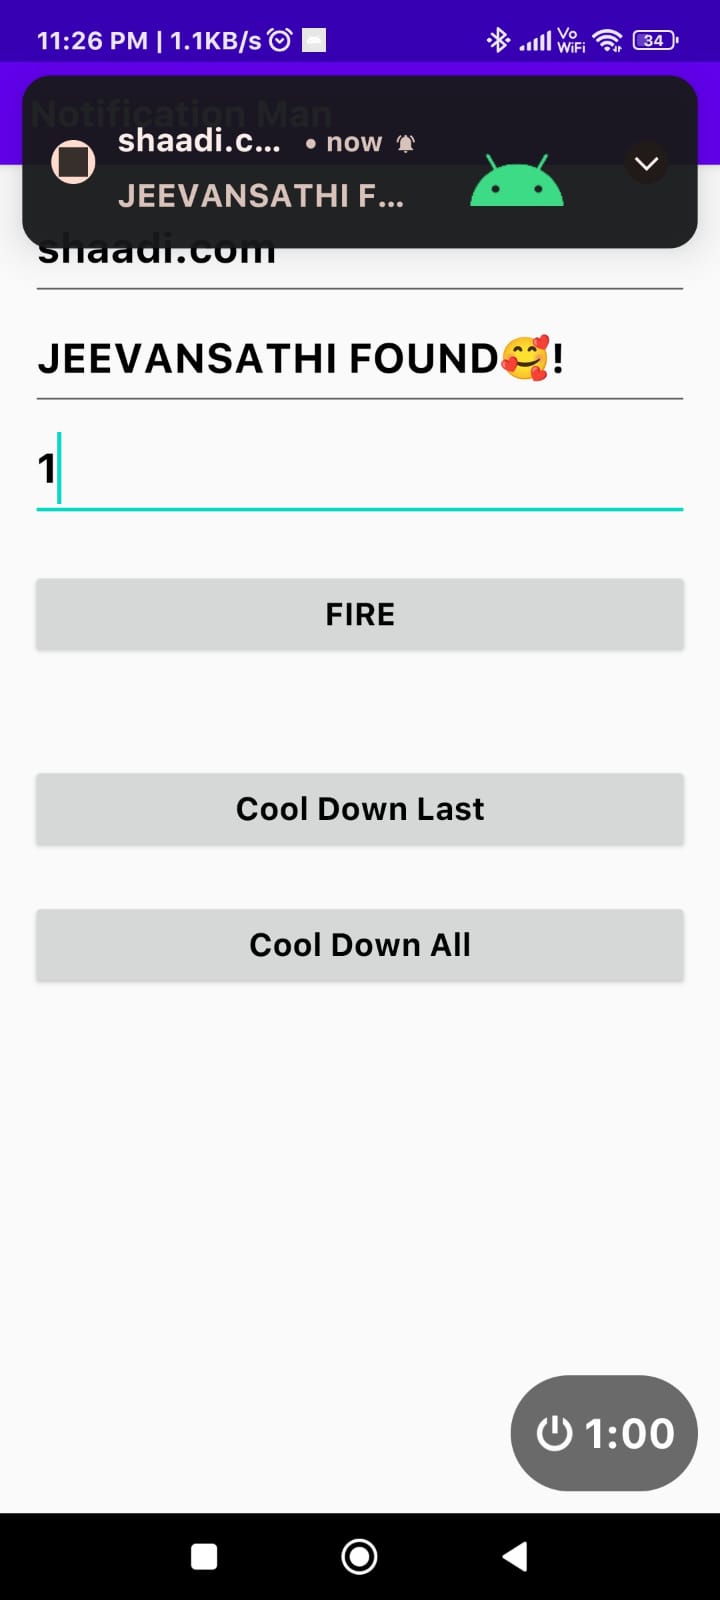 11:26 PM | 1.1KB/s
Vo
WiFi
34
Notification Man
shaadi.c... • now
JEEVANSATHI F...
shaadi.com
JEEVANSATHI FOUND🥰!
1
FIRE
Cool Down Last
Cool Down All
1:00